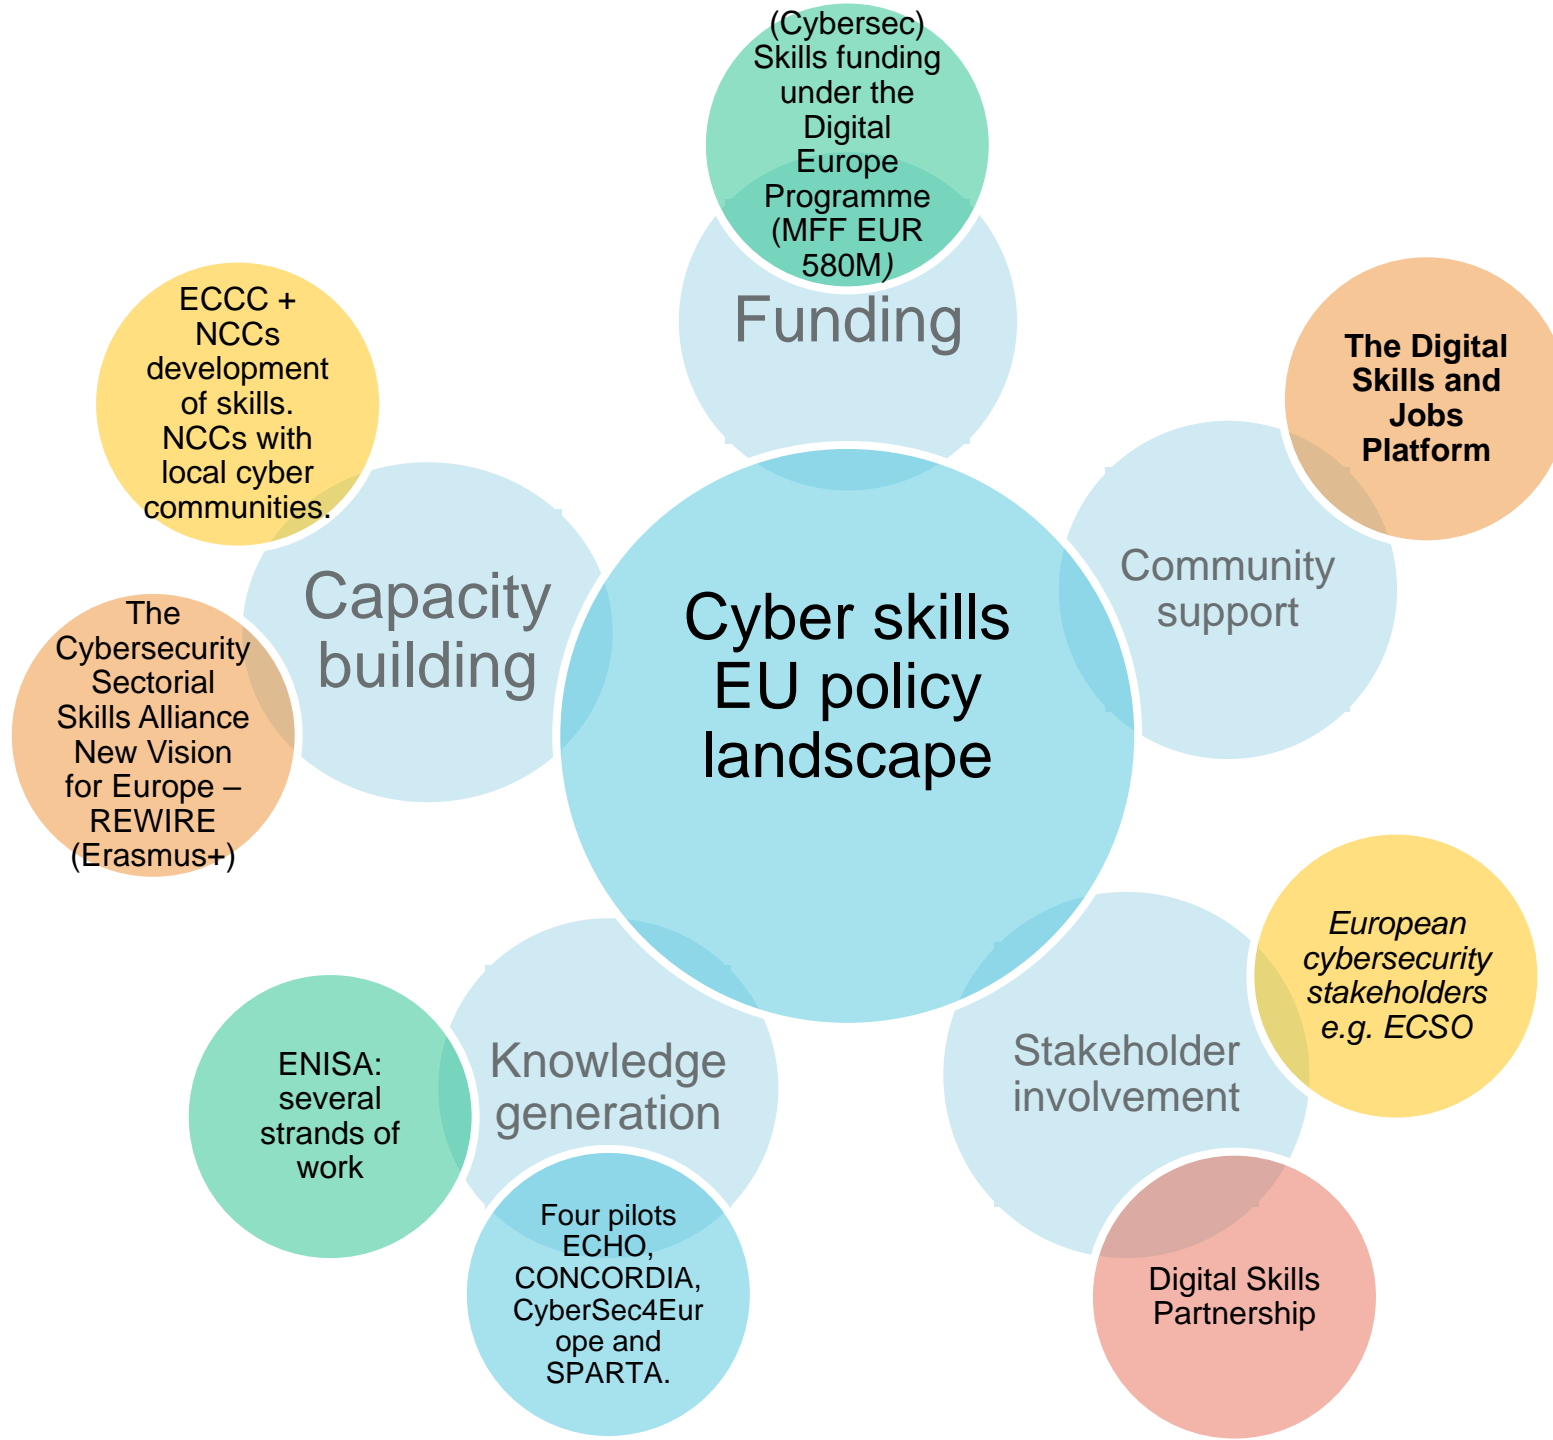 (Cybersec)
Skills funding
under the
Digital
Europe
Programme
(MFF EUR
580M)
Funding
The Digital
Skills and
Jobs
Platform
Community
support
ECCC +
NCCs
development
of skills.
NCCs with
local cyber
communities.
Capacity
building
The
Cybersecurity
Sectorial
Skills Alliance
New Vision
for Europe –
REWIRE
(Erasmus+)
Cyber skills
EU policy
landscape
European
cybersecurity
stakeholders
e.g. ECSO
Stakeholder
involvement
Digital Skills
Partnership
Knowledge
generation
ENISA:
several
strands of
work
Four pilots
ECHO,
CONCORDIA,
CyberSec4Eur
ope and
SPARTA.